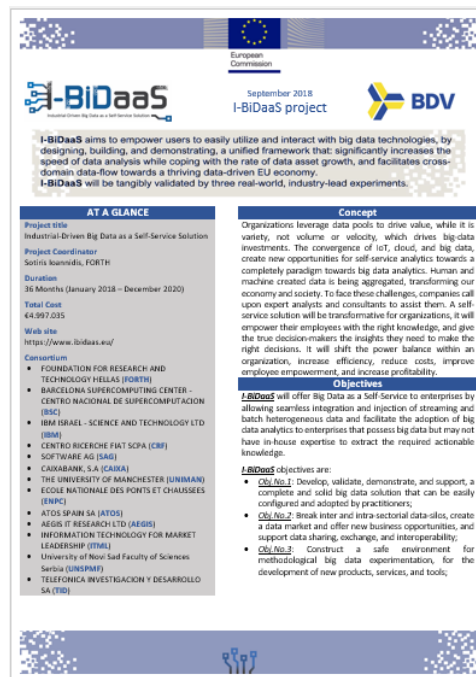 European
Commission
I-BiDaaS
Industrial-Driven Big Data as a Self-Service Solution
September 2018
I-BiDaaS project
BDV
I-BiDaaS aims to empower users to easily utilize and interact with big data technologies, by
designing, building, and demonstrating, a unified framework that: significantly increases the
speed of data analysis while coping with the rate of data asset growth, and facilitates cross-
domain data-flow towards a thriving data-driven EU economy.
I-BiDaaS will be tangibly validated by three real-world, industry-lead experiments.
AT A GLANCE
Project title
Industrial-Driven Big Data as a Self-Service Solution
Project Coordinator
Sotiris Ioannidis, FORTH
Duration
36 Months (January 2018 – December 2020)
Total Cost
€4.997.035
Web site
https://www.ibidaas.eu/
Consortium
▪ FOUNDATION FOR RESEARCH AND
TECHNOLOGY HELLAS (FORTH)
▪ BARCELONA SUPERCOMPUTING CENTER -
CENTRO NACIONAL DE SUPERCOMPUTACION
(BSC)
▪ IBM ISRAEL - SCIENCE AND TECHNOLOGY LTD
(IBM)
▪ CENTRO RICERCHE FIAT SCPA (CRF)
▪ SOFTWARE AG (SAG)
▪ CAIXABANK, S.A (CAIXA)
▪ THE UNIVERSITY OF MANCHESTER (UNIMAN)
▪ ECOLE NATIONALE DES PONTS ET CHAUSSEES
(ENPC)
▪ ATOS SPAIN SA (ATOS)
▪ AEGIS IT RESEARCH LTD (AEGIS)
▪ INFORMATION TECHNOLOGY FOR MARKET
LEADERSHIP (ITML)
▪ University of Novi Sad Faculty of Sciences
Serbia (UNSPMF)
▪ TELEFONICA INVESTIGACION Y DESARROLLO
SA (TID)
Concept
Organizations leverage data pools to drive value, while it is
variety, not volume or velocity, which drives big-data
investments. The convergence of IoT, cloud, and big data,
create new opportunities for self-service analytics towards a
completely paradigm towards big data analytics. Human and
machine created data is being aggregated, transforming our
economy and society. To face these challenges, companies call
upon expert analysts and consultants to assist them. A self-
service solution will be transformative for organizations, it will
empower their employees with the right knowledge, and give
the true decision-makers the insights they need to make the
right decisions. It will shift the power balance within an
organization, increase efficiency, reduce costs, improve
employee empowerment, and increase profitability.
Objectives
I-BiDaaS will offer Big Data as a Self-Service to enterprises by
allowing seamless integration and injection of streaming and
batch heterogeneous data and facilitate the adoption of big
data analytics to enterprises that possess big data but may not
have in-house expertise to extract the required actionable
knowledge.
I-BiDaaS objectives are:
• Obj.No.1: Develop, validate, demonstrate, and support, a
complete and solid big data solution that can be easily
configured and adopted by practitioners;
• Obj.No.2: Break inter and intra-sectorial data-silos, create
a data market and offer new business opportunities, and
support data sharing, exchange, and interoperability;
• Obj.No.3: Construct a safe environment for
methodological big data experimentation, for the
development of new products, services, and tools;